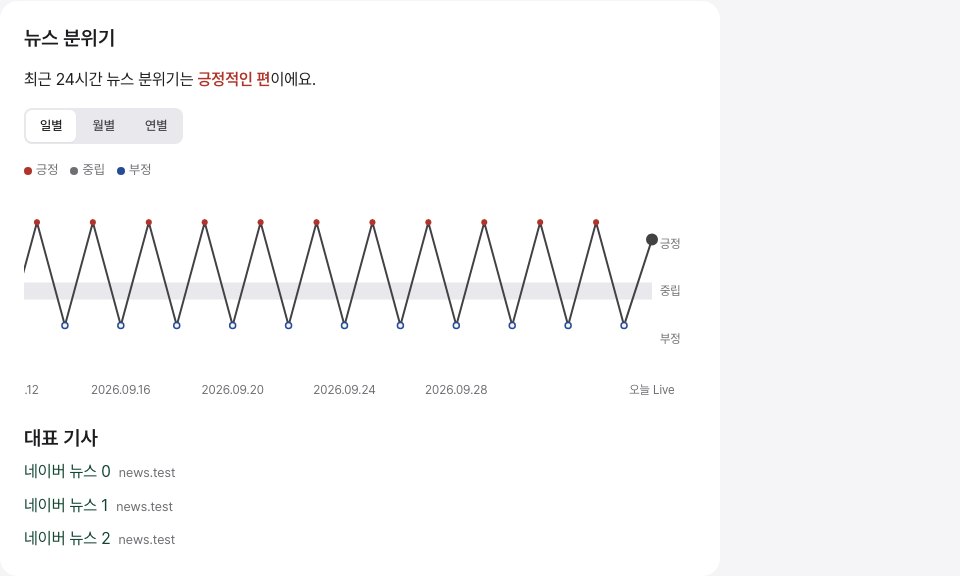 뉴스 분위기
최근 24시간 뉴스 분위기는 긍정적인 편이에요.
일별 월별 연별
긍정 중립 부정
긍정
중립
부정
.12 2026.09.16 2026.09.20 2026.09.24 2026.09.28 오늘 Live
대표 기사
네이버 뉴스 0 news.test
네이버 뉴스 1 news.test
네이버 뉴스 2 news.test